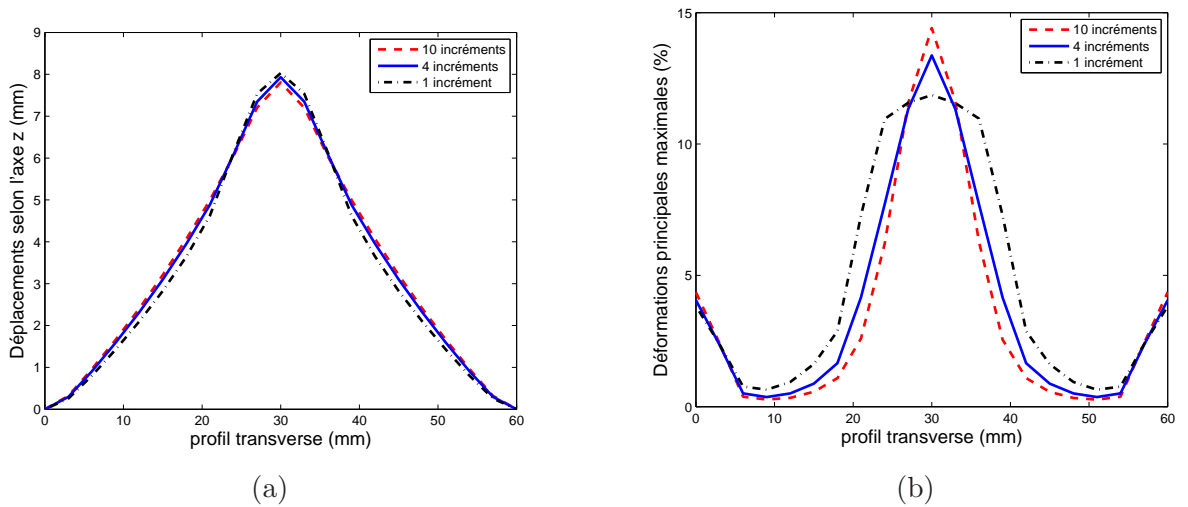 Déplacements selon l'axe z (mm)
9
8
7
6
5
4
3
2
1
0
0 10 20 30 40 50 60
profil transverse (mm)
10 incréments
4 incréments
1 incrément
(a)
Déformations principales maximales (%)
15
10
5
0
0 10 20 30 40 50 60
profil transverse (mm)
10 incréments
4 incréments
1 incrément
(b)